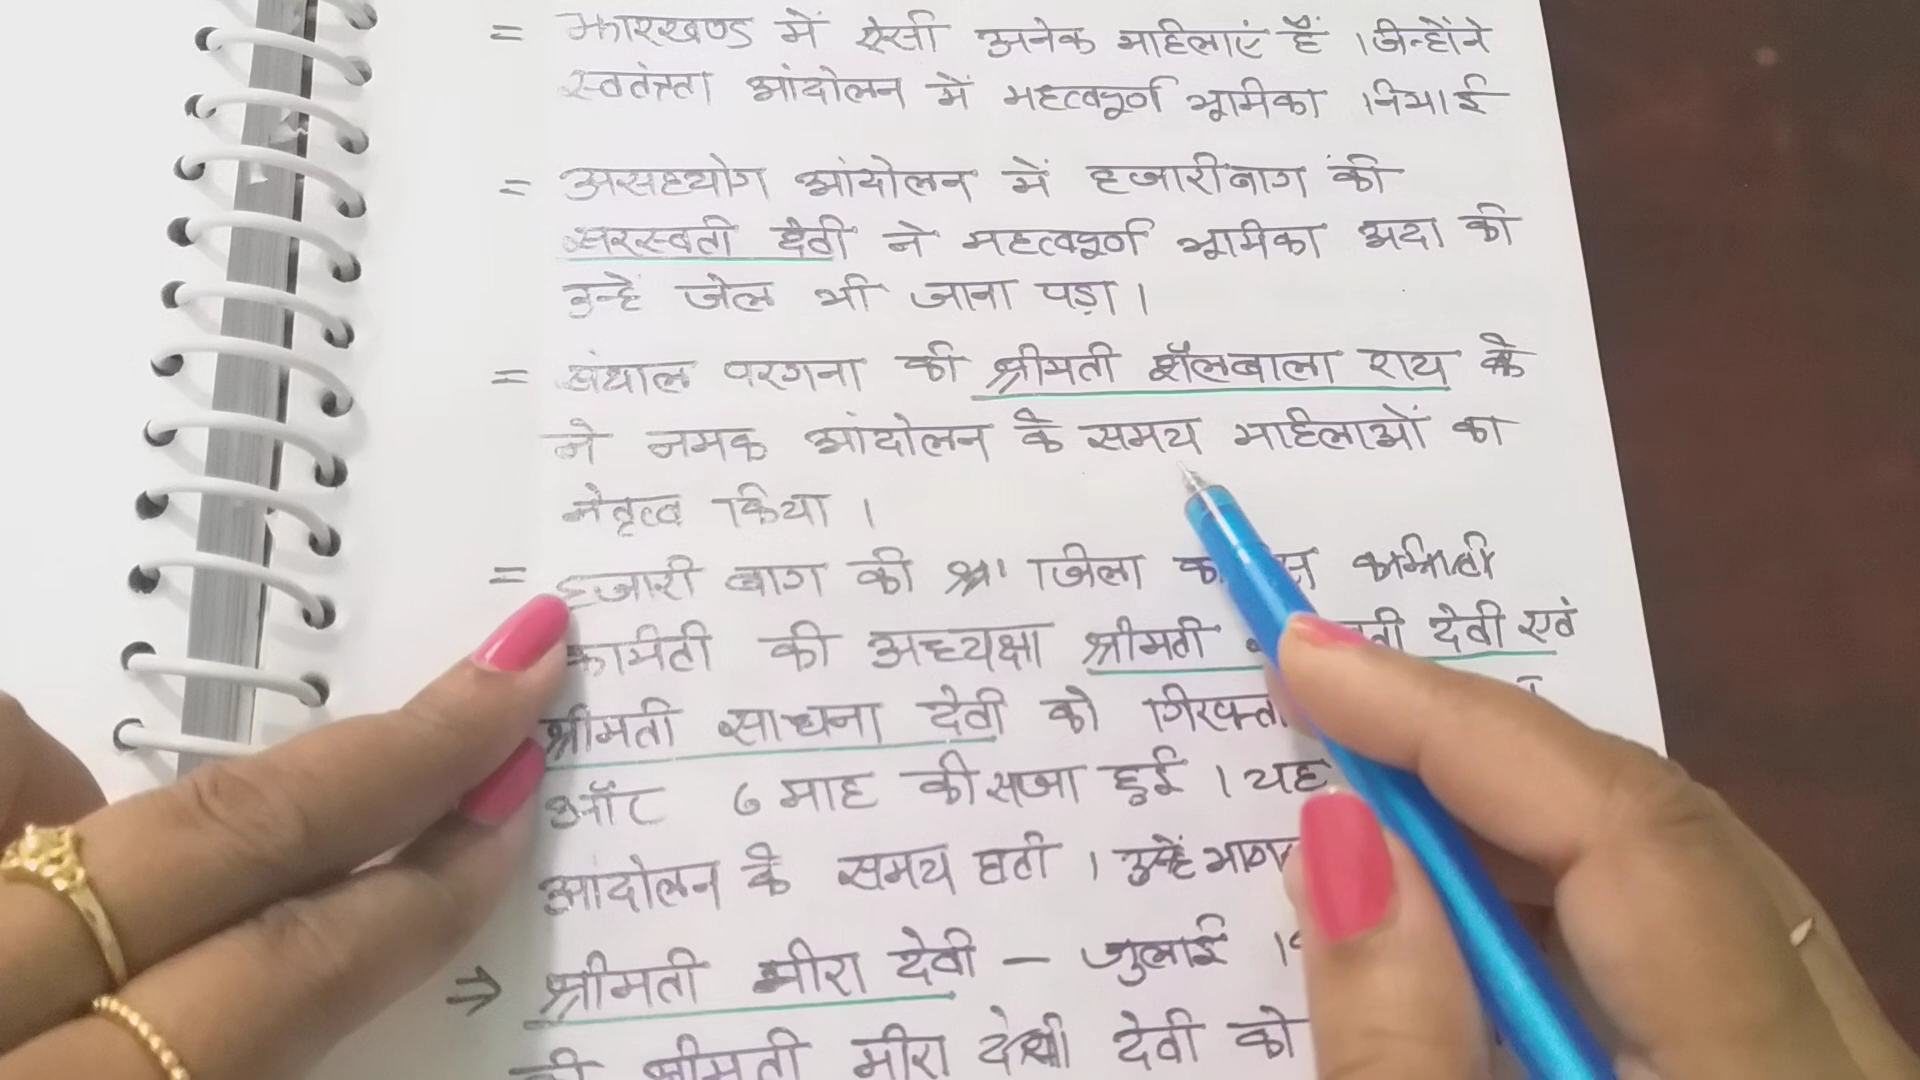 = झारखण्ड में ऐसी अनेक महिलाएं हैं । जिन्होंने
स्वतंत्रता आंदोलन में महत्वपूर्ण भूमिका निभाई
= असहयोग आंदोलन में हजारीबाग की
सरस्वती देवी ने महत्वपूर्ण भूमिका अदा की
उन्हें जेल भी जाना पड़ा ।
= संथाल परगना की श्रीमती शैलबाला राय के
ने नमक आंदोलन के समय महिलाओं का
नेतृत्व किया ।
= हजारी बाग की जिला
कमिटी की अध्यक्षा श्रीमती देवी एवं
श्रीमती साधना देवी को
और 6 माह की सजा हुई । यह
आंदोलन के समय घटी । उन्हें
⇒ श्रीमती मीरा देवी – जुलाई
श्रीमती मीरा देवी को